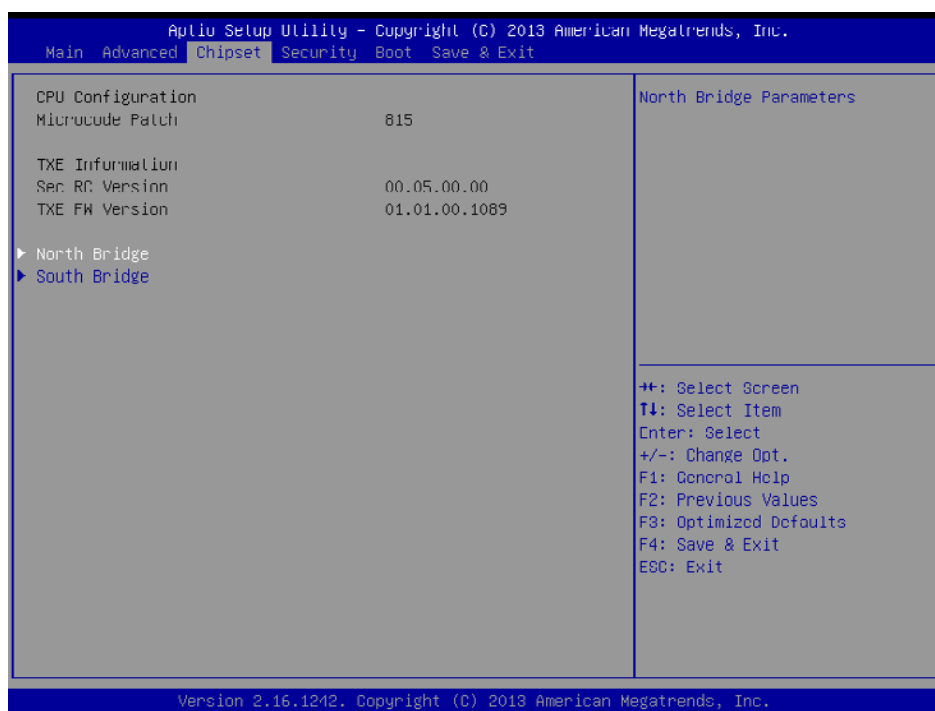 Aptio Setup Utility – Copyright (C) 2013 American Megatrends, Inc.
Main Advanced Chipset Security Boot Save & Exit
CPU Configuration
Microcode Patch 815
TXE Information
Sec RC Version 00.05.00.00
TXE FW Version 01.01.00.1089
▶ North Bridge
▶ South Bridge
North Bridge Parameters
→←: Select Screen
↑↓: Select Item
Enter: Select
+/-: Change Opt.
F1: General Help
F2: Previous Values
F3: Optimized Defaults
F4: Save & Exit
ESC: Exit
Version 2.16.1242. Copyright (C) 2013 American Megatrends, Inc.